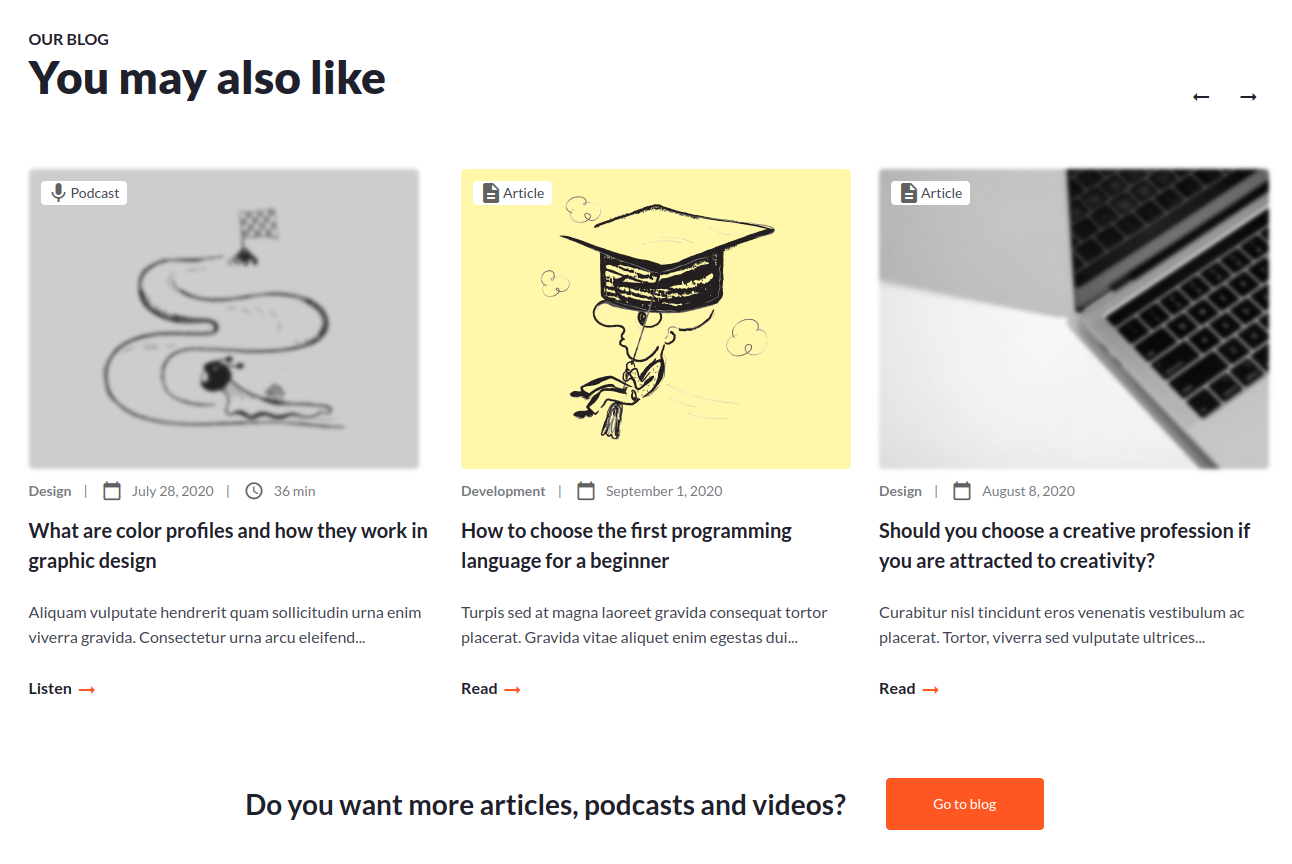 OUR BLOG
You may also like
Podcast
Article
Article
Design | July 28, 2020 | 36 min
Development | September 1, 2020
Design | August 8, 2020
What are color profiles and how they work in
graphic design
How to choose the first programming
language for a beginner
Should you choose a creative profession if
you are attracted to creativity?
Aliquam vulputate hendrerit quam sollicitudin urna enim
viverra gravida. Consectetur urna arcu eleifend...
Turpis sed at magna laoreet gravida consequat tortor
placerat. Gravida vitae aliquet enim egestas dui...
Curabitur nisl tincidunt eros venenatis vestibulum ac
placerat. Tortor, viverra sed vulputate ultrices...
Listen
Read
Read
Do you want more articles, podcasts and videos?
Go to blog